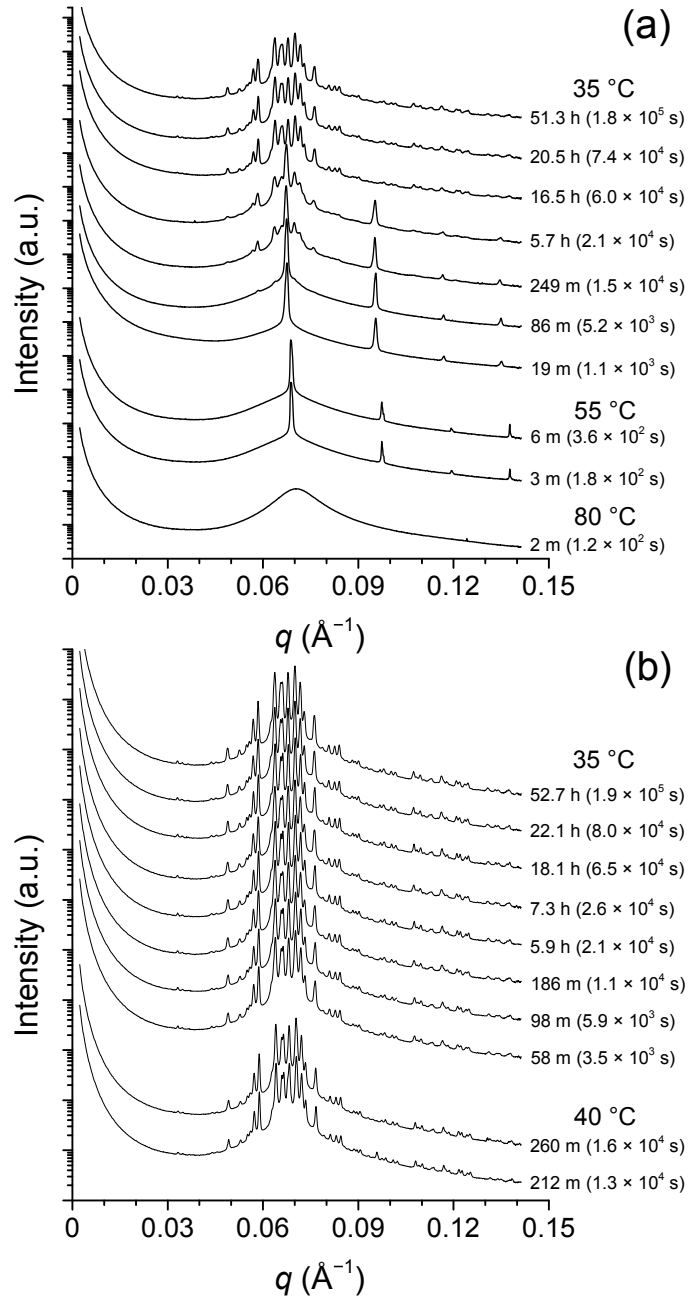 (a)
35 °C
51.3 h (1.8 × 10⁵ s)
20.5 h (7.4 × 10⁴ s)
16.5 h (6.0 × 10⁴ s)
5.7 h (2.1 × 10⁴ s)
249 m (1.5 × 10⁴ s)
86 m (5.2 × 10³ s)
19 m (1.1 × 10³ s)
55 °C
6 m (3.6 × 10² s)
3 m (1.8 × 10² s)
80 °C
2 m (1.2 × 10² s)
Intensity (a.u.)
0 0.03 0.06 0.09 0.12 0.15
q (Å⁻¹)
(b)
35 °C
52.7 h (1.9 × 10⁵ s)
22.1 h (8.0 × 10⁴ s)
18.1 h (6.5 × 10⁴ s)
7.3 h (2.6 × 10⁴ s)
5.9 h (2.1 × 10⁴ s)
186 m (1.1 × 10⁴ s)
98 m (5.9 × 10³ s)
58 m (3.5 × 10³ s)
40 °C
260 m (1.6 × 10⁴ s)
212 m (1.3 × 10⁴ s)
Intensity (a.u.)
0 0.03 0.06 0.09 0.12 0.15
q (Å⁻¹)